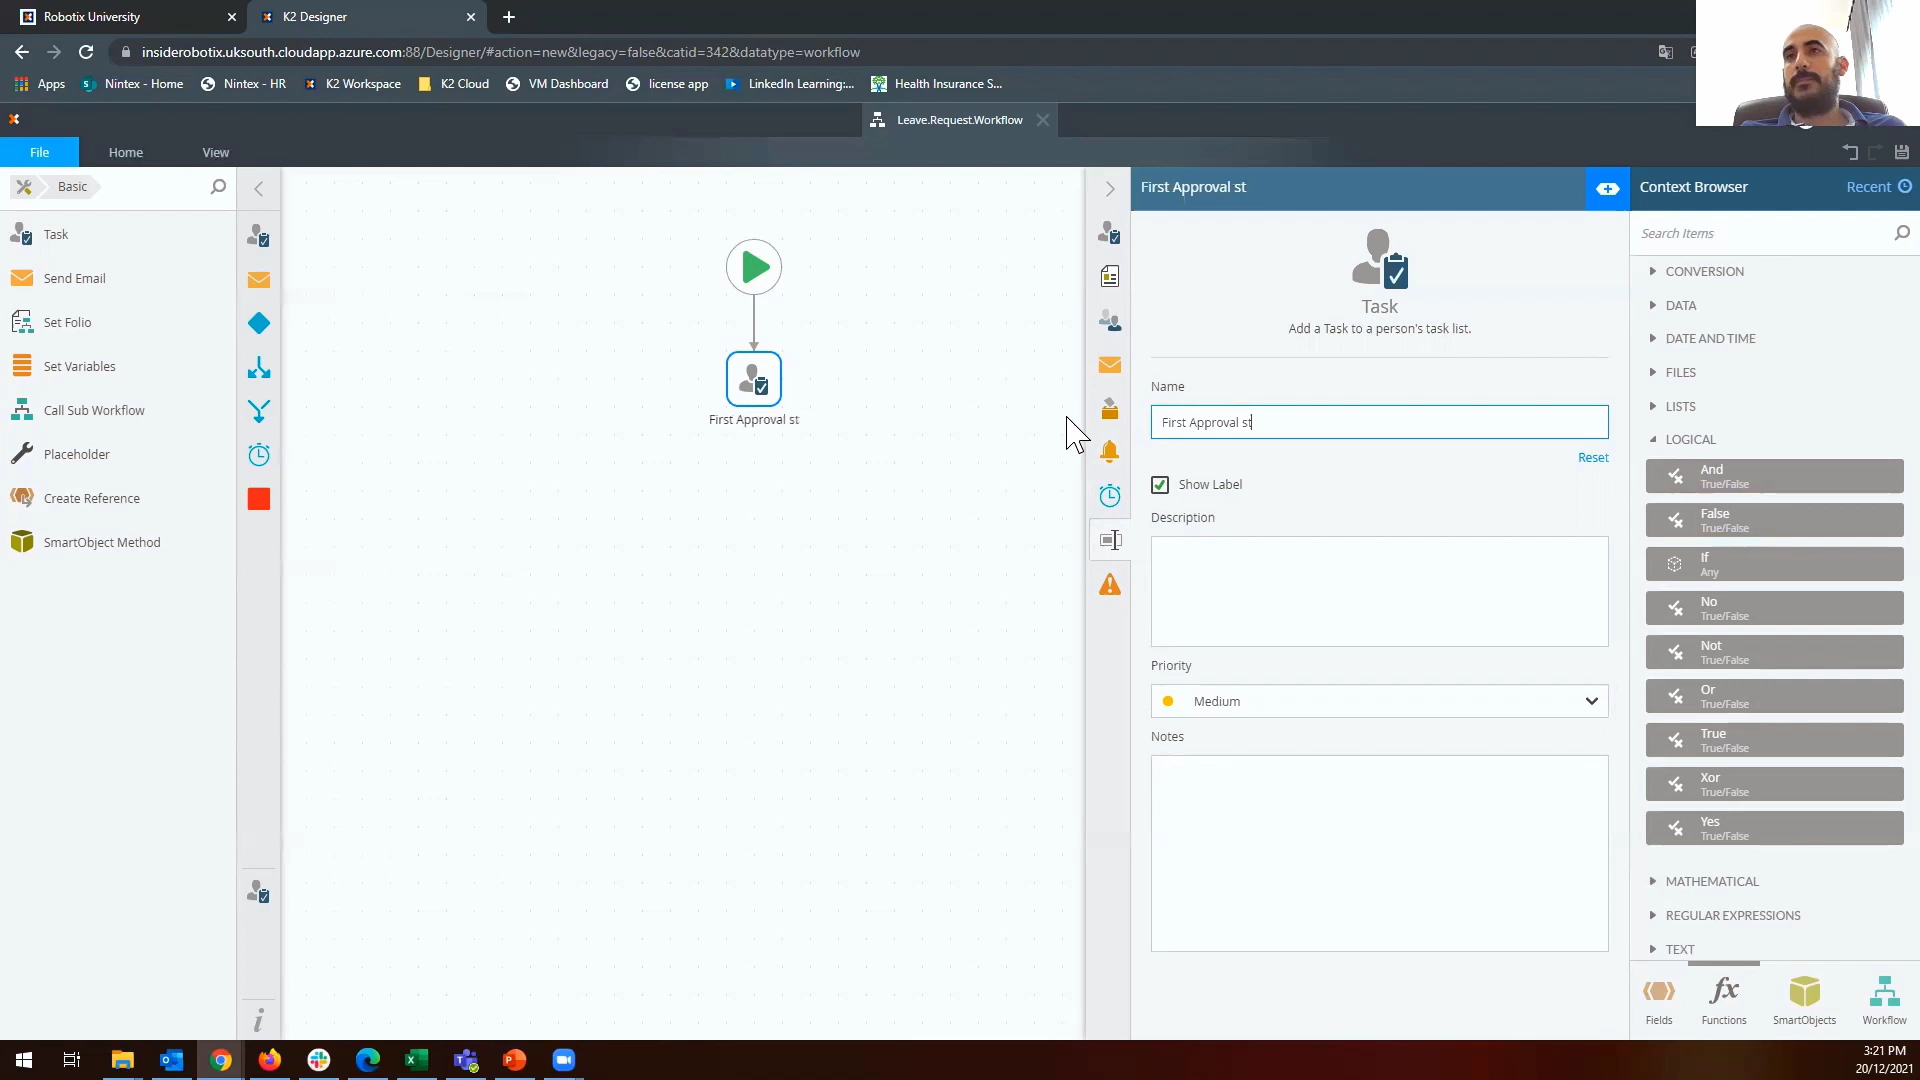 Robotix University
K2 Designer
insiderobotix.uksouth.cloudapp.azure.com:88/Designer/#action=new&legacy=false&catid=342&datatype=workflow
Apps
Nintex - Home
Nintex - HR
K2 Workspace
K2 Cloud
VM Dashboard
license app
LinkedIn Learning:...
Health Insurance S...
Leave.Request.Workflow
File
Home
View
Basic
Task
Send Email
Set Folio
Set Variables
Call Sub Workflow
Placeholder
Create Reference
SmartObject Method
First Approval st
First Approval st
Task
Add a Task to a person's task list.
Name
First Approval st
Reset
Show Label
Description
Priority
Medium
Notes
Context Browser
Recent
Search Items
CONVERSION
DATA
DATE AND TIME
FILES
LISTS
LOGICAL
And
True/False
False
True/False
If
Any
No
True/False
Not
True/False
Or
True/False
True
True/False
Xor
True/False
Yes
True/False
MATHEMATICAL
REGULAR EXPRESSIONS
TEXT
fx
Fields
Functions
SmartObjects
Workflow
3:21 PM
20/12/2021